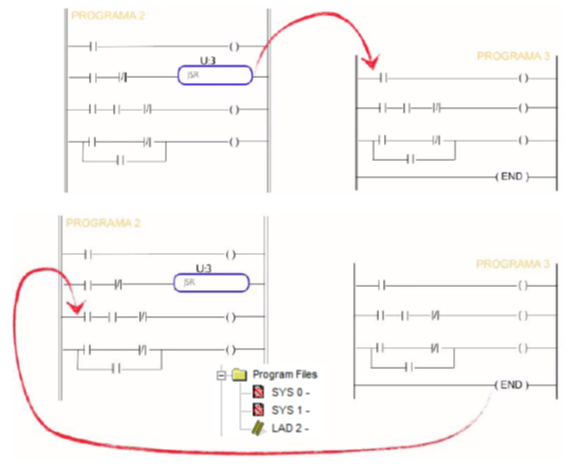 PROGRAMA 2
U:3
JSR
PROGRAMA 3
( END )
PROGRAMA 2
U:3
JSR
PROGRAMA 3
( END )
Program Files
SYS 0 -
SYS 1 -
LAD 2 -